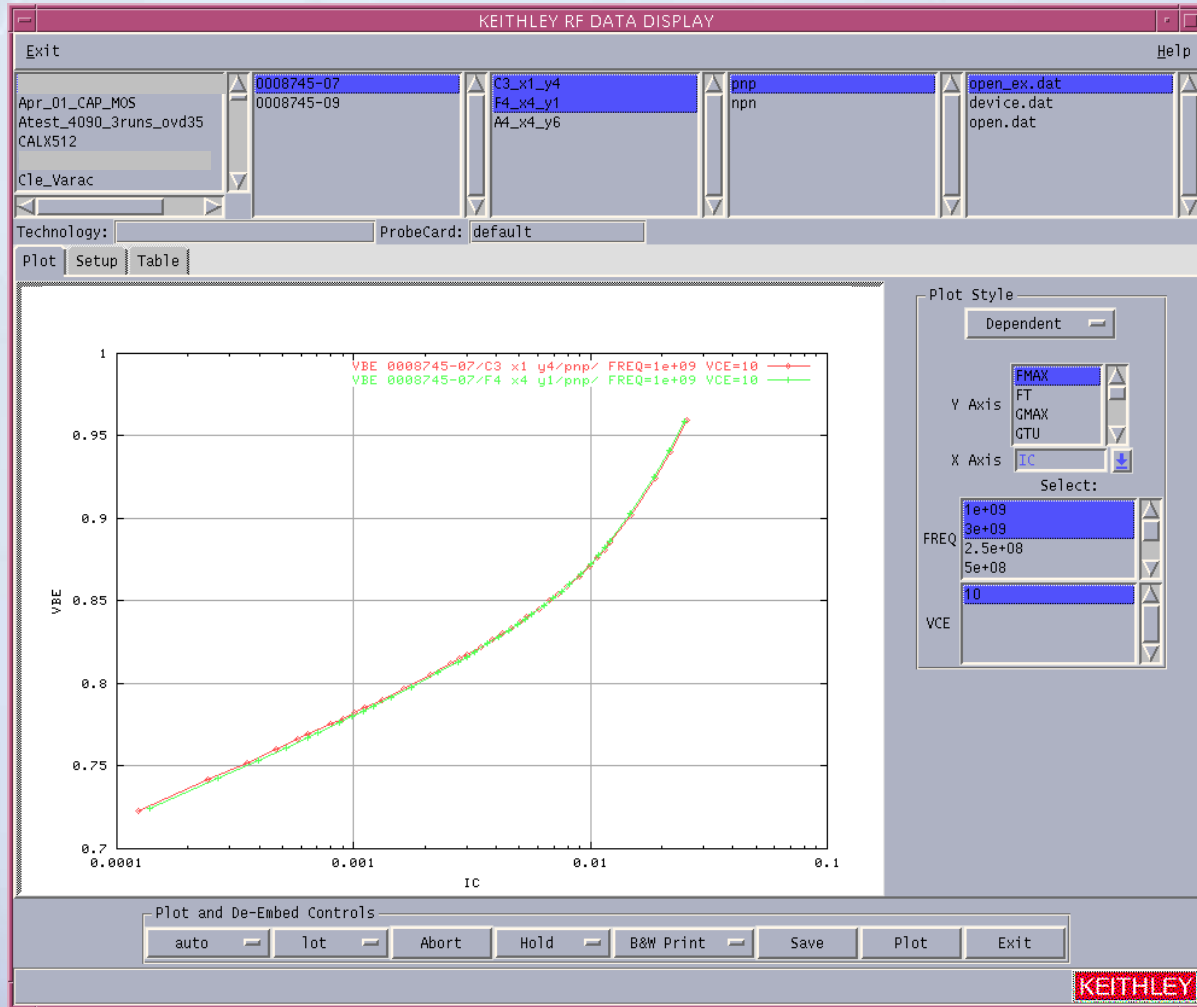 KEITHLEY RF DATA DISPLAY
Exit
Help
Apr_01_CAP_MOS
Atest_4090_3runs_ovd35
CALX512
Cle_Varac
0008745-07
0008745-09
C3_x1_y4
F4_x4_y1
A4_x4_y6
pnp
npn
open_ex.dat
device.dat
open.dat
Technology:
ProbeCard: default
Plot Setup Table
VBE 0008745-07/C3 x1 y4/pnp/ FREQ=1e+09 VCE=10
VBE 0008745-07/F4 x4 y1/pnp/ FREQ=1e+09 VCE=10
1
0.95
0.9
0.85
0.8
0.75
0.7
VBE
0.0001 0.001 0.01 0.1
IC
Plot Style
Dependent
Y Axis
FMAX
FT
GMAX
GTU
X Axis IC
Select:
FREQ
1e+09
3e+09
2.5e+08
5e+08
VCE
10
Plot and De-Embed Controls
auto lot Abort Hold B&W Print Save Plot Exit
KEITHLEY